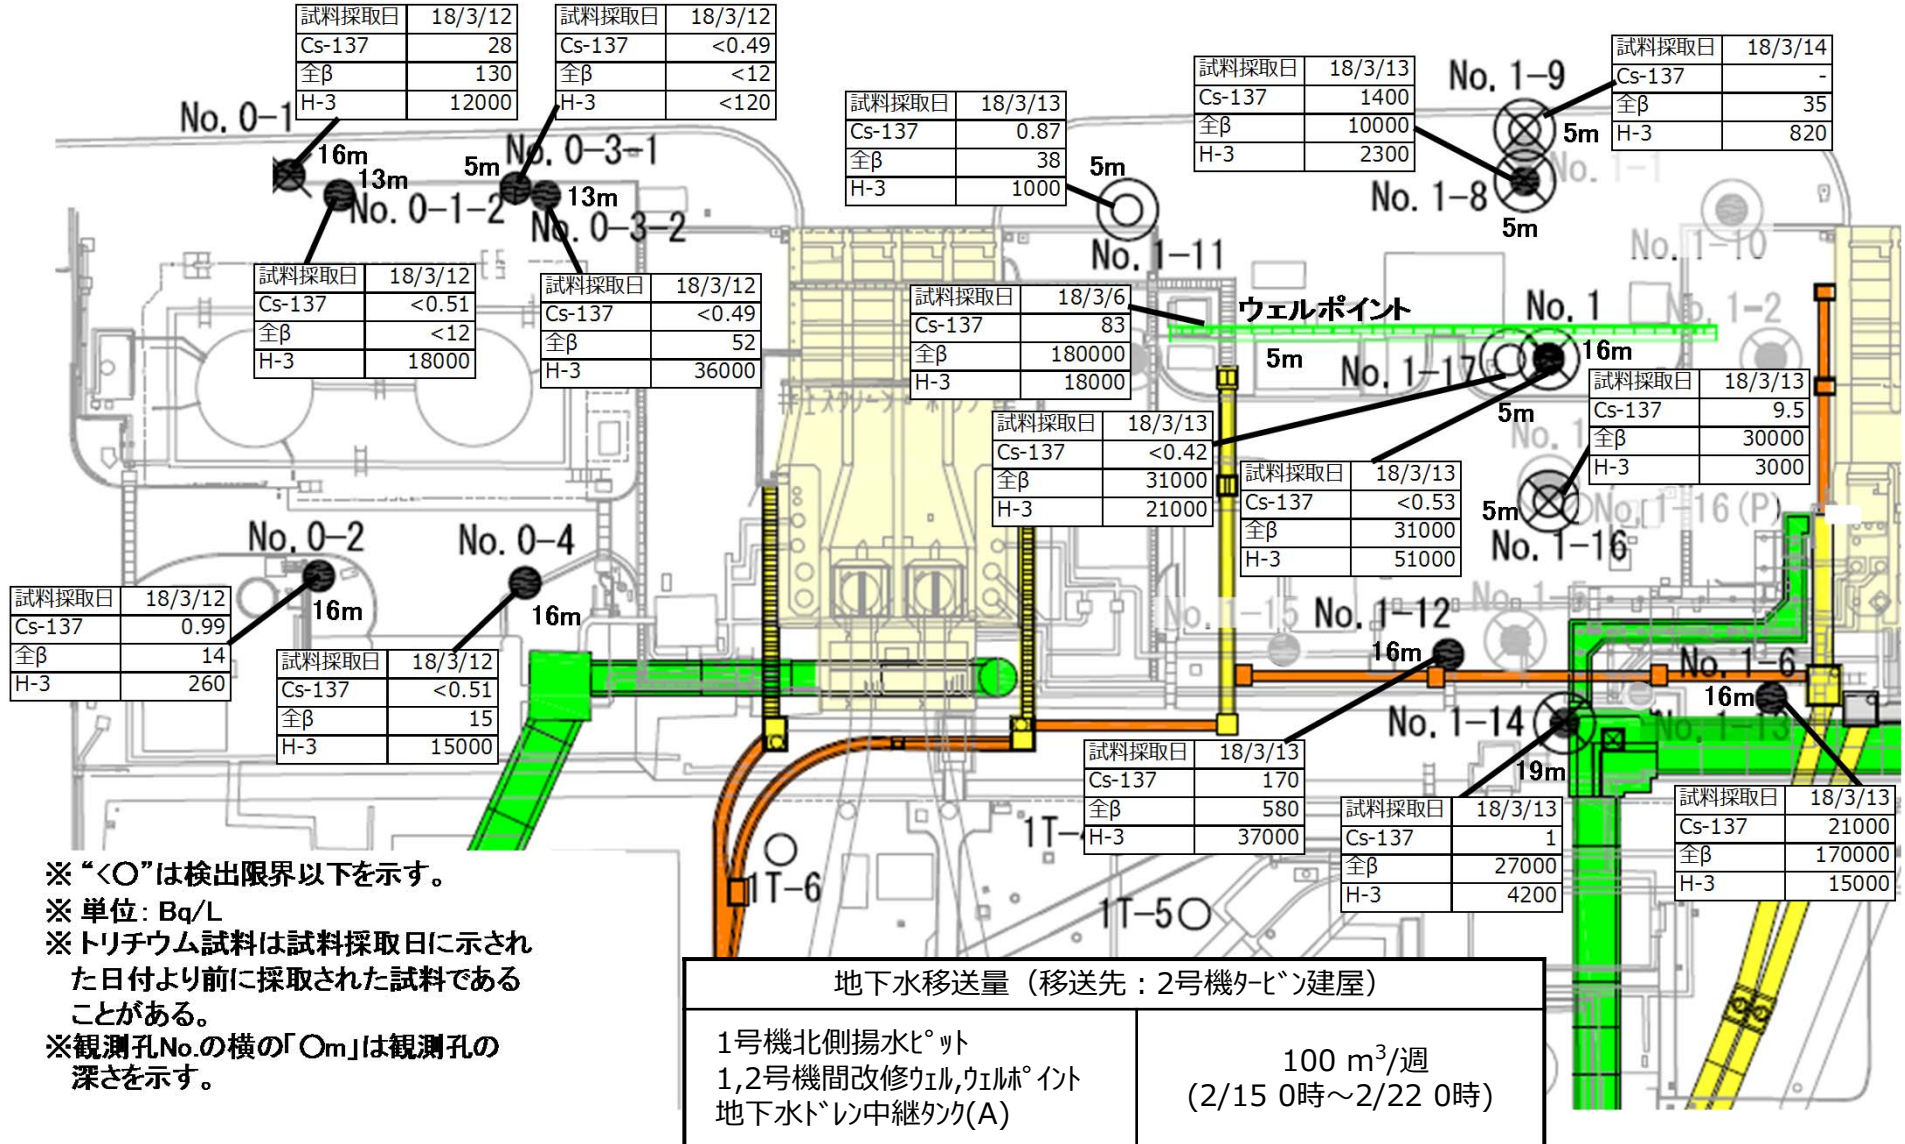 試料採取日 18/3/12
Cs-137 28
全β 130
H-3 12000
試料採取日 18/3/12
Cs-137 <0.49
全β <12
H-3 <120
試料採取日 18/3/13
Cs-137 0.87
全β 38
H-3 1000
試料採取日 18/3/13
Cs-137 1400
全β 10000
H-3 2300
試料採取日 18/3/14
Cs-137 -
全β 35
H-3 820
No. 0-1
16m
13m
No. 0-1-2
5m
No. 0-3-1
13m
No. 0-3-2
5m
No. 1-11
No. 1-9
5m
No. 1-1
No. 1-8
5m
No. 1-10
試料採取日 18/3/12
Cs-137 <0.51
全β <12
H-3 18000
試料採取日 18/3/12
Cs-137 <0.49
全β 52
H-3 36000
試料採取日 18/3/6
Cs-137 83
全β 180000
H-3 18000
ウェルポイント
5m
No. 1
No. 1-2
16m
No. 1-17
5m
試料採取日 18/3/13
Cs-137 <0.42
全β 31000
H-3 21000
試料採取日 18/3/13
Cs-137 <0.53
全β 31000
H-3 51000
試料採取日 18/3/13
Cs-137 9.5
全β 30000
H-3 3000
No. 1
5m
No. 1-16(P)
No. 1-16
No. 0-2
16m
No. 0-4
16m
試料採取日 18/3/12
Cs-137 0.99
全β 14
H-3 260
試料採取日 18/3/12
Cs-137 <0.51
全β 15
H-3 15000
No. 1-15
No. 1-12
16m
No. 1-5
No. 1-6
16m
No. 1-14
19m
No. 1-13
試料採取日 18/3/13
Cs-137 170
全β 580
H-3 37000
試料採取日 18/3/13
Cs-137 1
全β 27000
H-3 4200
試料採取日 18/3/13
Cs-137 21000
全β 170000
H-3 15000
1T-6
1T-
1T-5
※ “<〇”は検出限界以下を示す。
※ 単位: Bq/L
※ トリチウム試料は試料採取日に示され
た日付より前に採取された試料である
ことがある。
※観測孔No.の横の「〇m」は観測孔の
深さを示す。
地下水移送量（移送先：2号機ﾀｰﾋﾞﾝ建屋）
1号機北側揚水ﾋﾟｯﾄ
1,2号機間改修ｳｪﾙ,ｳｪﾙﾎﾟｲﾝﾄ
地下水ﾄﾞﾚﾝ中継ﾀﾝｸ(A)
100 m³/週
(2/15 0時～2/22 0時)